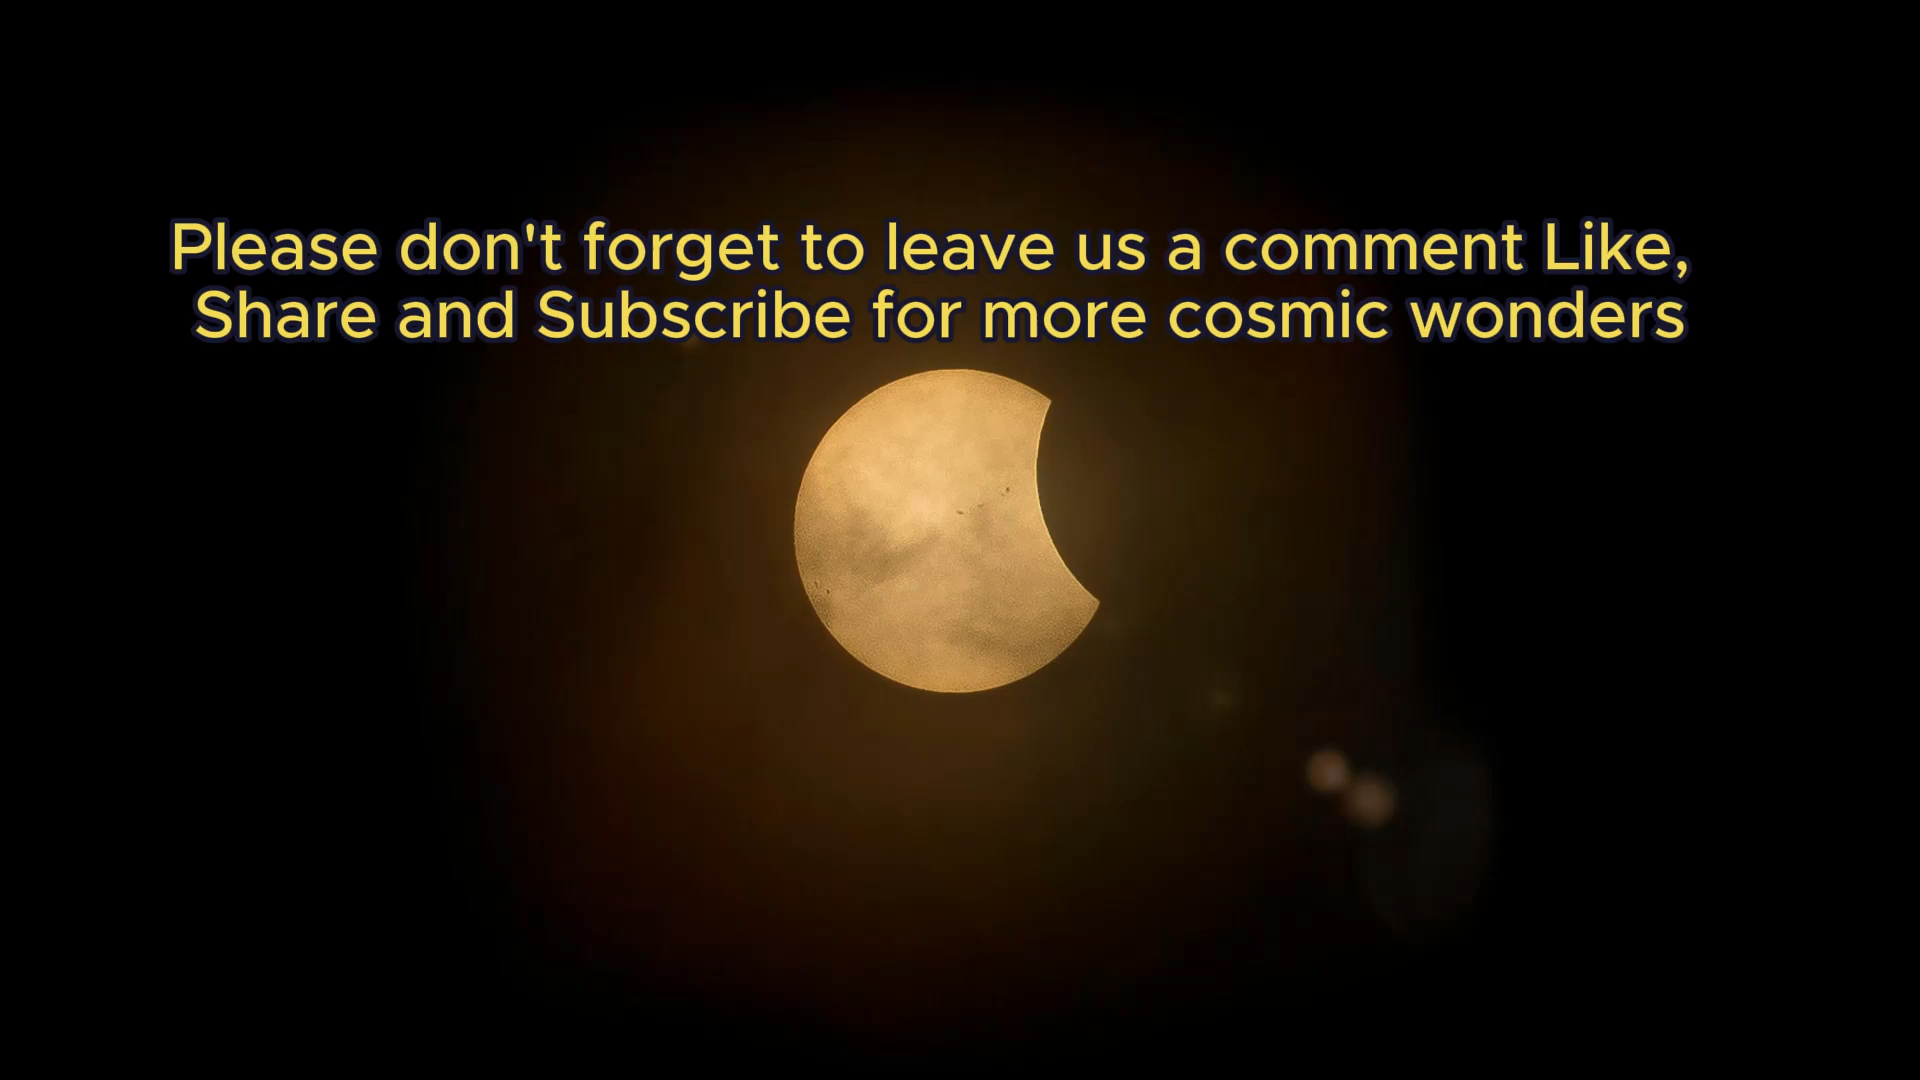 Please don't forget to leave us a comment Like,
Share and Subscribe for more cosmic wonders